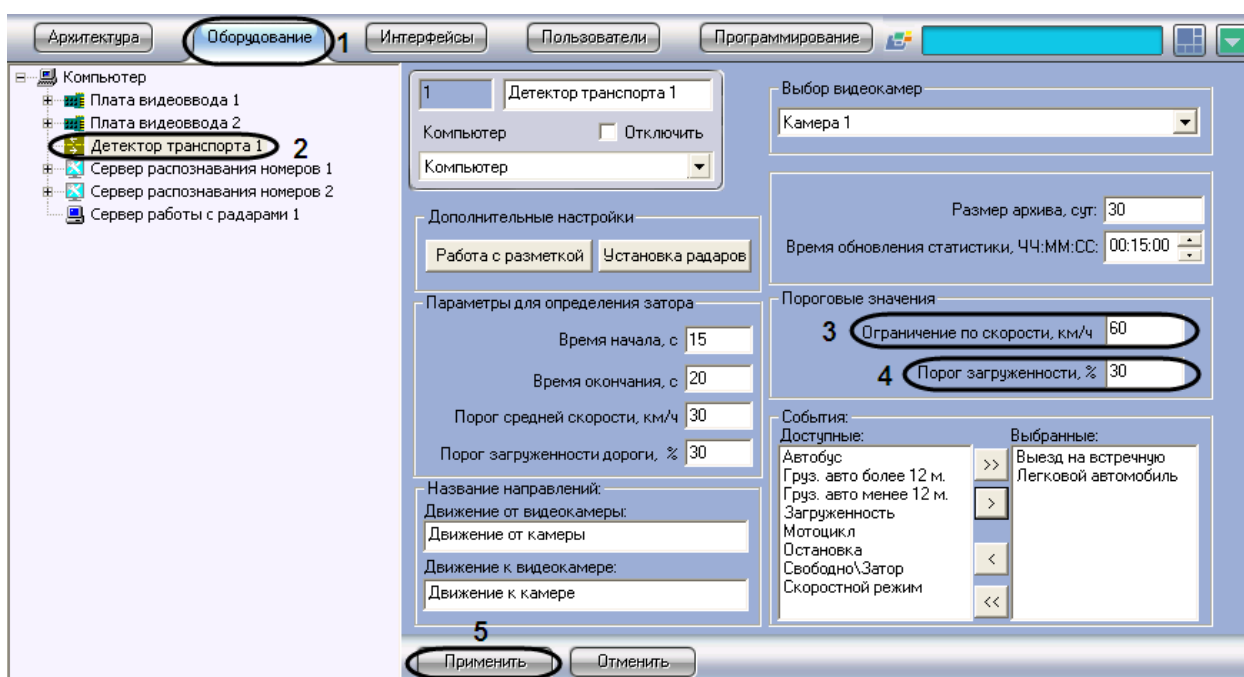 Архитектура
Оборудование
1
Интерфейсы
Пользователи
Программирование
Компьютер
Плата видеоввода 1
Плата видеоввода 2
Детектор транспорта 1
2
Сервер распознавания номеров 1
Сервер распознавания номеров 2
Сервер работы с радарами 1
1
Детектор транспорта 1
Компьютер
Отключить
Компьютер
Дополнительные настройки
Работа с разметкой
Установка радаров
Параметры для определения затора
Время начала, с 15
Время окончания, с 20
Порог средней скорости, км/ч 30
Порог загруженности дороги, % 30
Название направлений:
Движение от видеокамеры:
Движение от камеры
Движение к видеокамере:
Движение к камере
Выбор видеокамер
Камера 1
Размер архива, сут: 30
Время обновления статистики, ЧЧ:ММ:СС: 00:15:00
Пороговые значения
3 Ограничение по скорости, км/ч 60
4 Порог загруженности, % 30
События:
Доступные:
Автобус
Груз. авто более 12 м.
Груз. авто менее 12 м.
Загруженность
Мотоцикл
Остановка
Свободно\Затор
Скоростной режим
>>
>
<
<<
Выбранные:
Выезд на встречную
Легковой автомобиль
5
Применить
Отменить